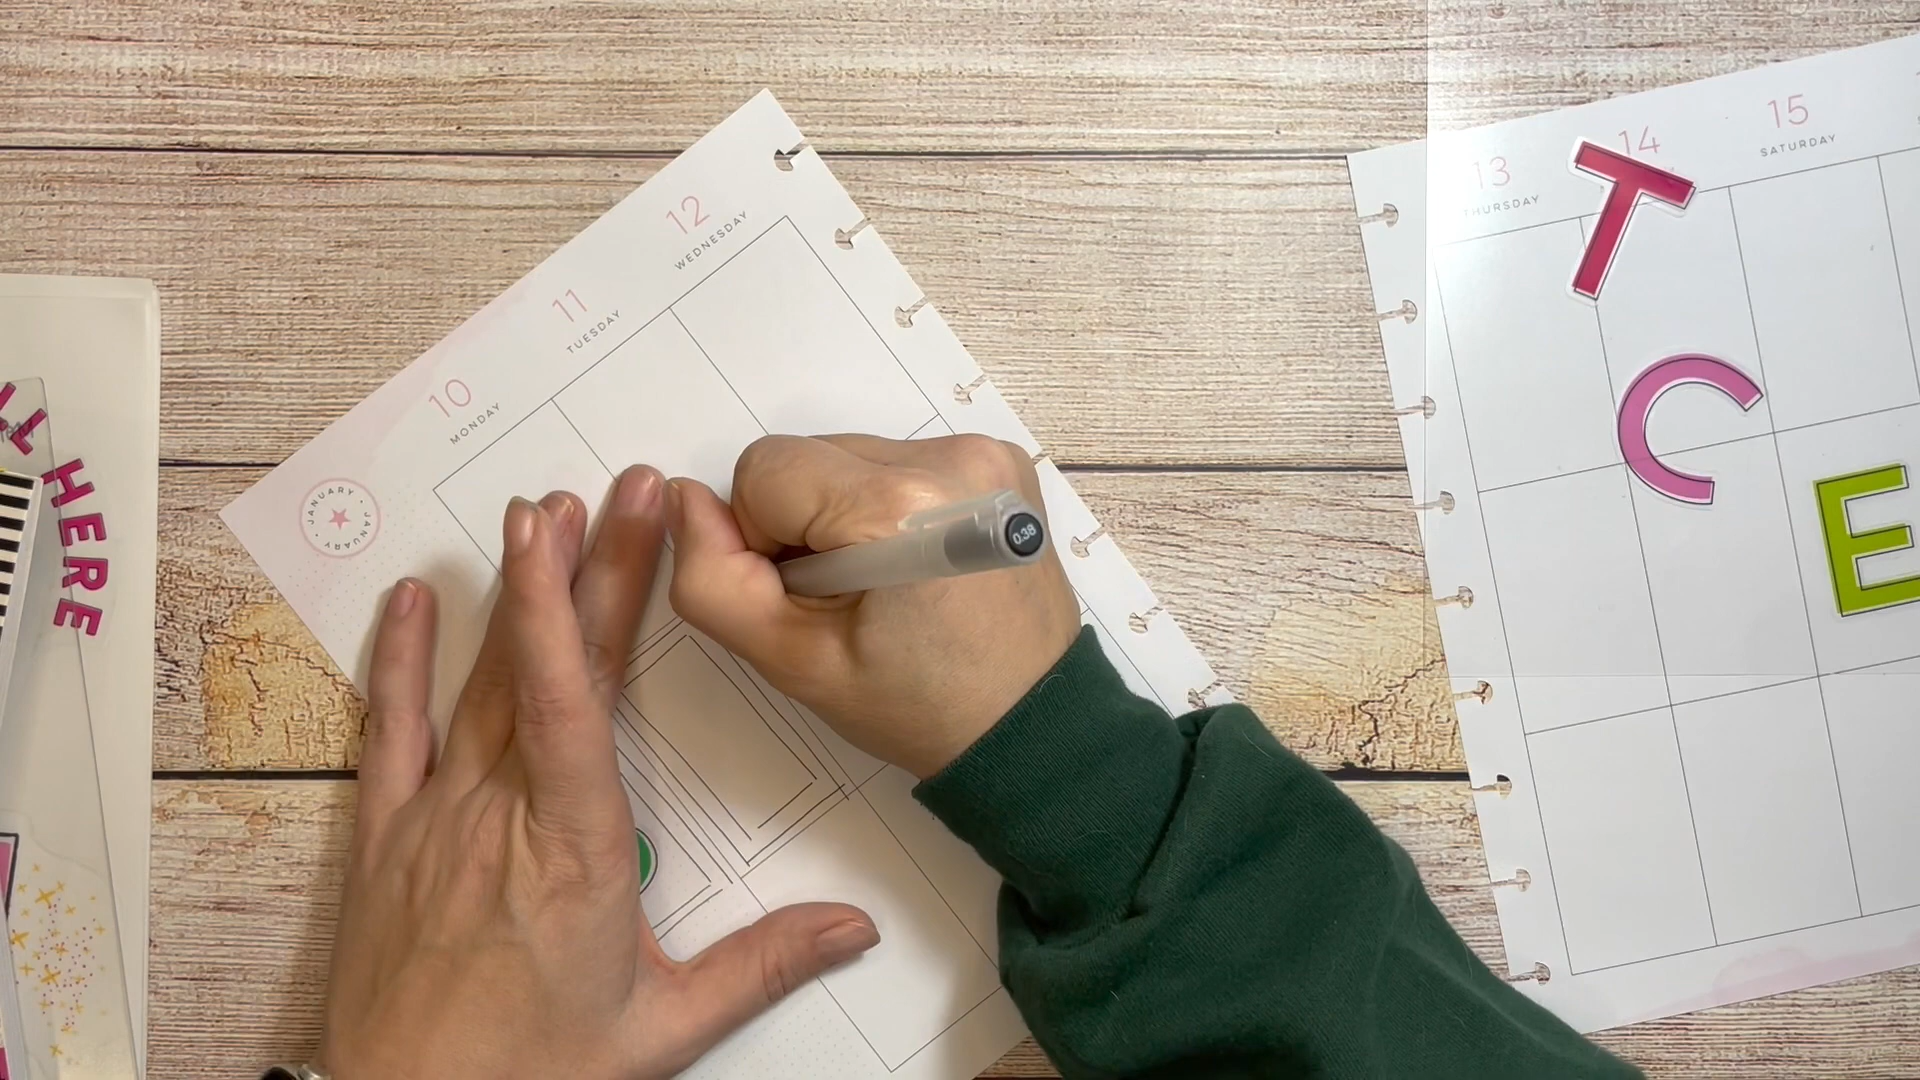 10
MONDAY
11
TUESDAY
12
WEDNESDAY
JANUARY • JANUARY •
13
THURSDAY
14
15
SATURDAY
T
C
E
HERE
0.38